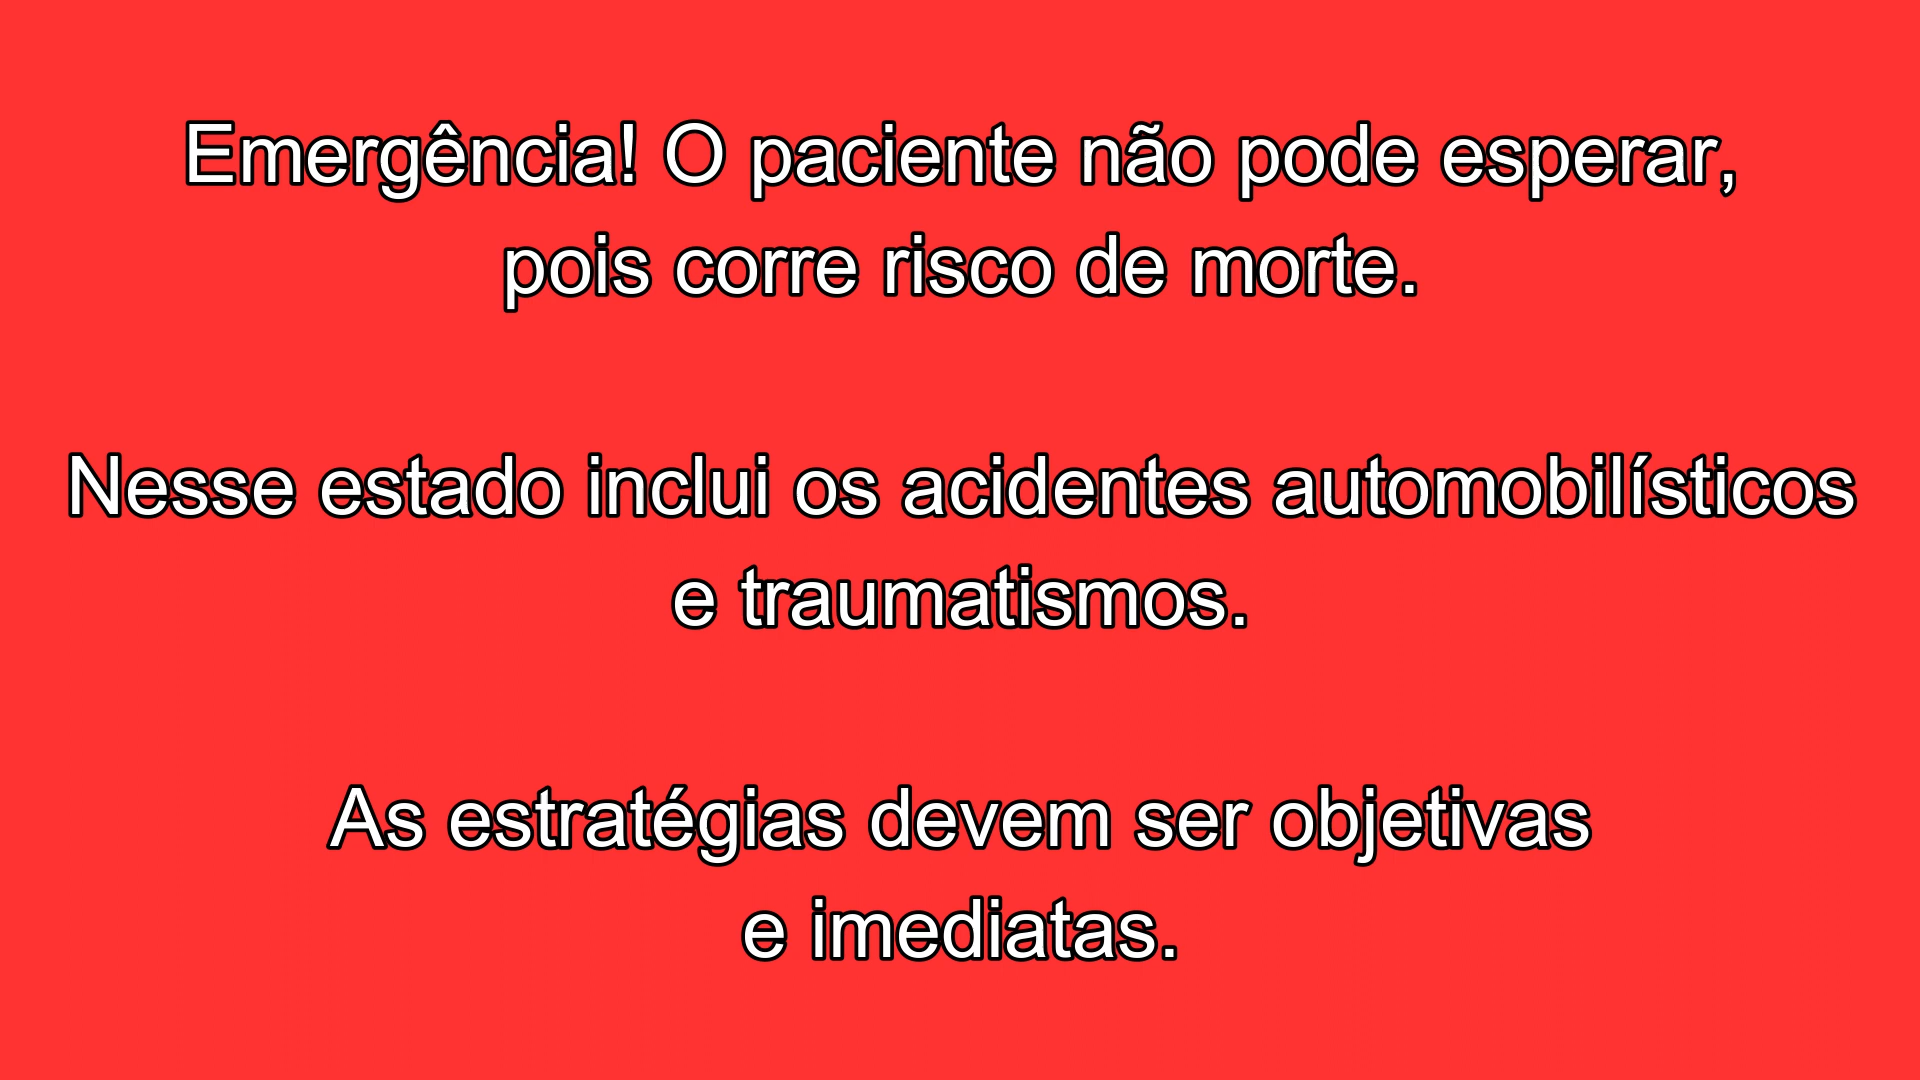 Emergência! O paciente não pode esperar,
pois corre risco de morte.
Nesse estado inclui os acidentes automobilísticos
e traumatismos.
As estratégias devem ser objetivas
e imediatas.